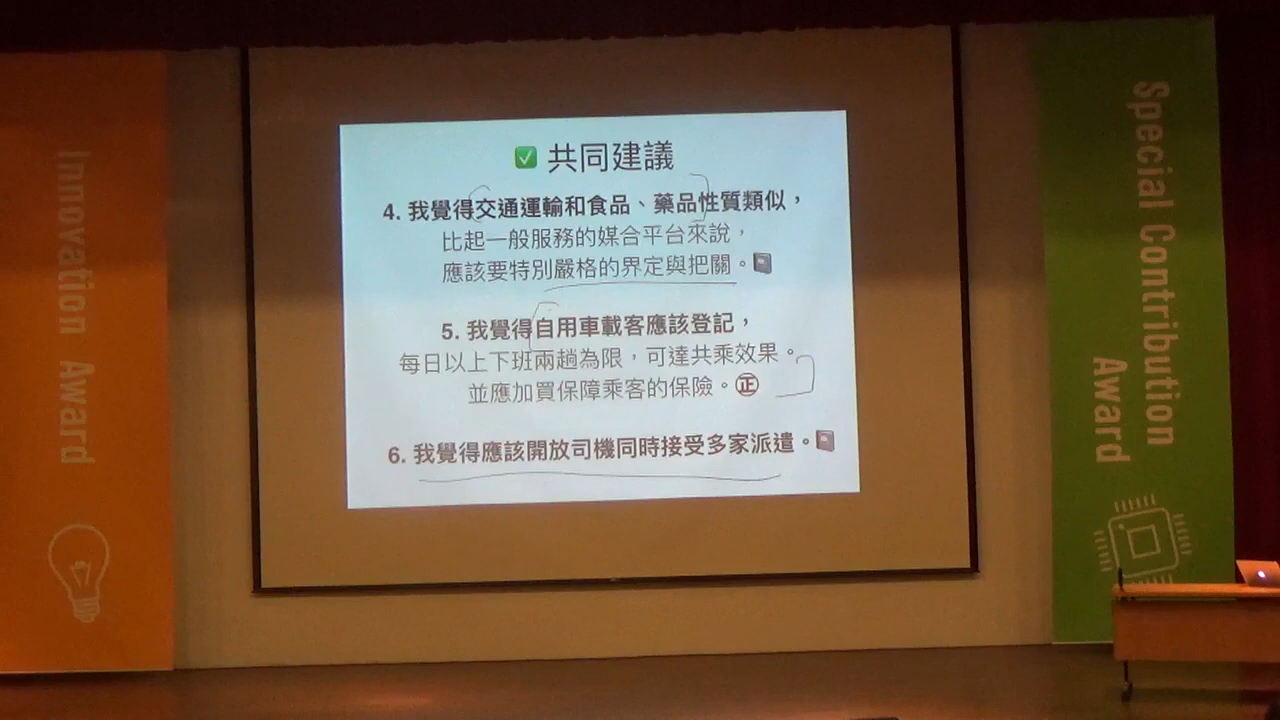 Innovation Award
✅ 共同建議
4. 我覺得交通運輸和食品、藥品性質類似，
比起一般服務的媒合平台來說，
應該要特別嚴格的界定與把關。
5. 我覺得自用車載客應該登記，
每日以上下班兩趟為限，可達共乘效果。
並應加買保障乘客的保險。㊣
6. 我覺得應該開放司機同時接受多家派遣。
Special Contribution
Award